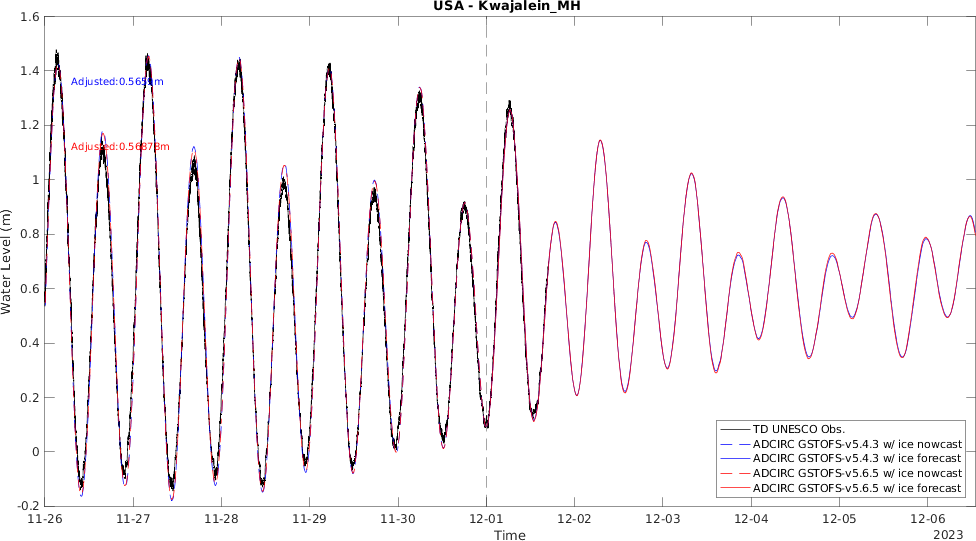 USA - Kwajalein_MH
1.6
1.4
1.2
1
0.8
0.6
0.4
0.2
0
-0.2
Water Level (m)
Adjusted:0.5659m
Adjusted:0.56878m
TD UNESCO Obs.
ADCIRC GSTOFS-v5.4.3 w/ ice nowcast
ADCIRC GSTOFS-v5.4.3 w/ ice forecast
ADCIRC GSTOFS-v5.6.5 w/ ice nowcast
ADCIRC GSTOFS-v5.6.5 w/ ice forecast
11-26 11-27 11-28 11-29 11-30 12-01 12-02 12-03 12-04 12-05 12-06
Time
2023